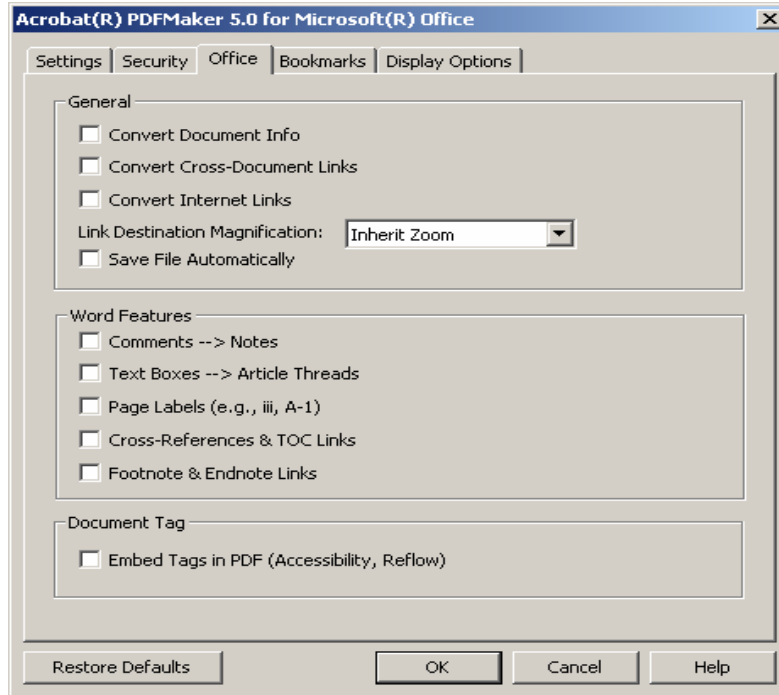 Acrobat(R) PDFMaker 5.0 for Microsoft(R) Office
Settings Security Office Bookmarks Display Options
General
Convert Document Info
Convert Cross-Document Links
Convert Internet Links
Link Destination Magnification: Inherit Zoom
Save File Automatically
Word Features
Comments --> Notes
Text Boxes --> Article Threads
Page Labels (e.g., iii, A-1)
Cross-References & TOC Links
Footnote & Endnote Links
Document Tag
Embed Tags in PDF (Accessibility, Reflow)
Restore Defaults OK Cancel Help